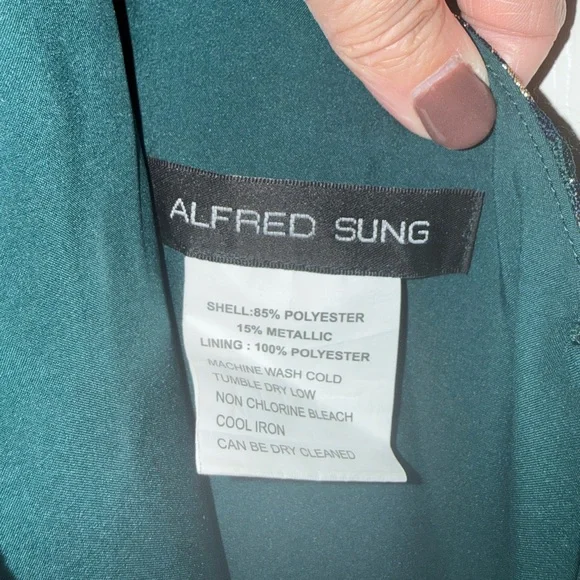 ALFRED SUNG
SHELL:85% POLYESTER
15% METALLIC
LINING : 100% POLYESTER
MACHINE WASH COLD
TUMBLE DRY LOW
NON CHLORINE BLEACH
COOL IRON
CAN BE DRY CLEANED